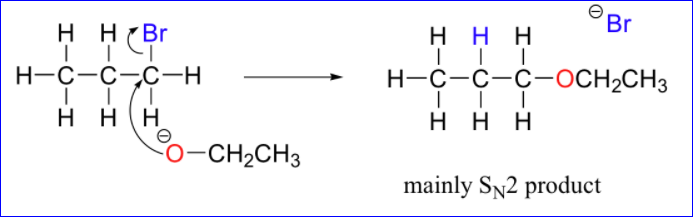 H H Br
H–C–C–C–H
H H H
⊖
O–CH₂CH₃
⊖ Br
H H H
H–C–C–C–OCH₂CH₃
H H H
mainly Sₙ2 product